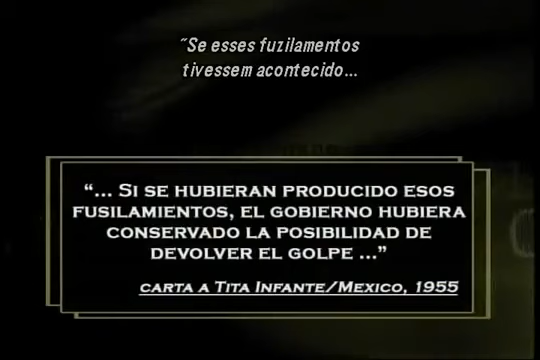 "Se esses fuzilamentos
tivessem acontecido...
"... SI SE HUBIERAN PRODUCIDO ESOS
FUSILAMIENTOS, EL GOBIERNO HUBIERA
CONSERVADO LA POSIBILIDAD DE
DEVOLVER EL GOLPE ..."
CARTA A TITA INFANTE/MEXICO, 1955